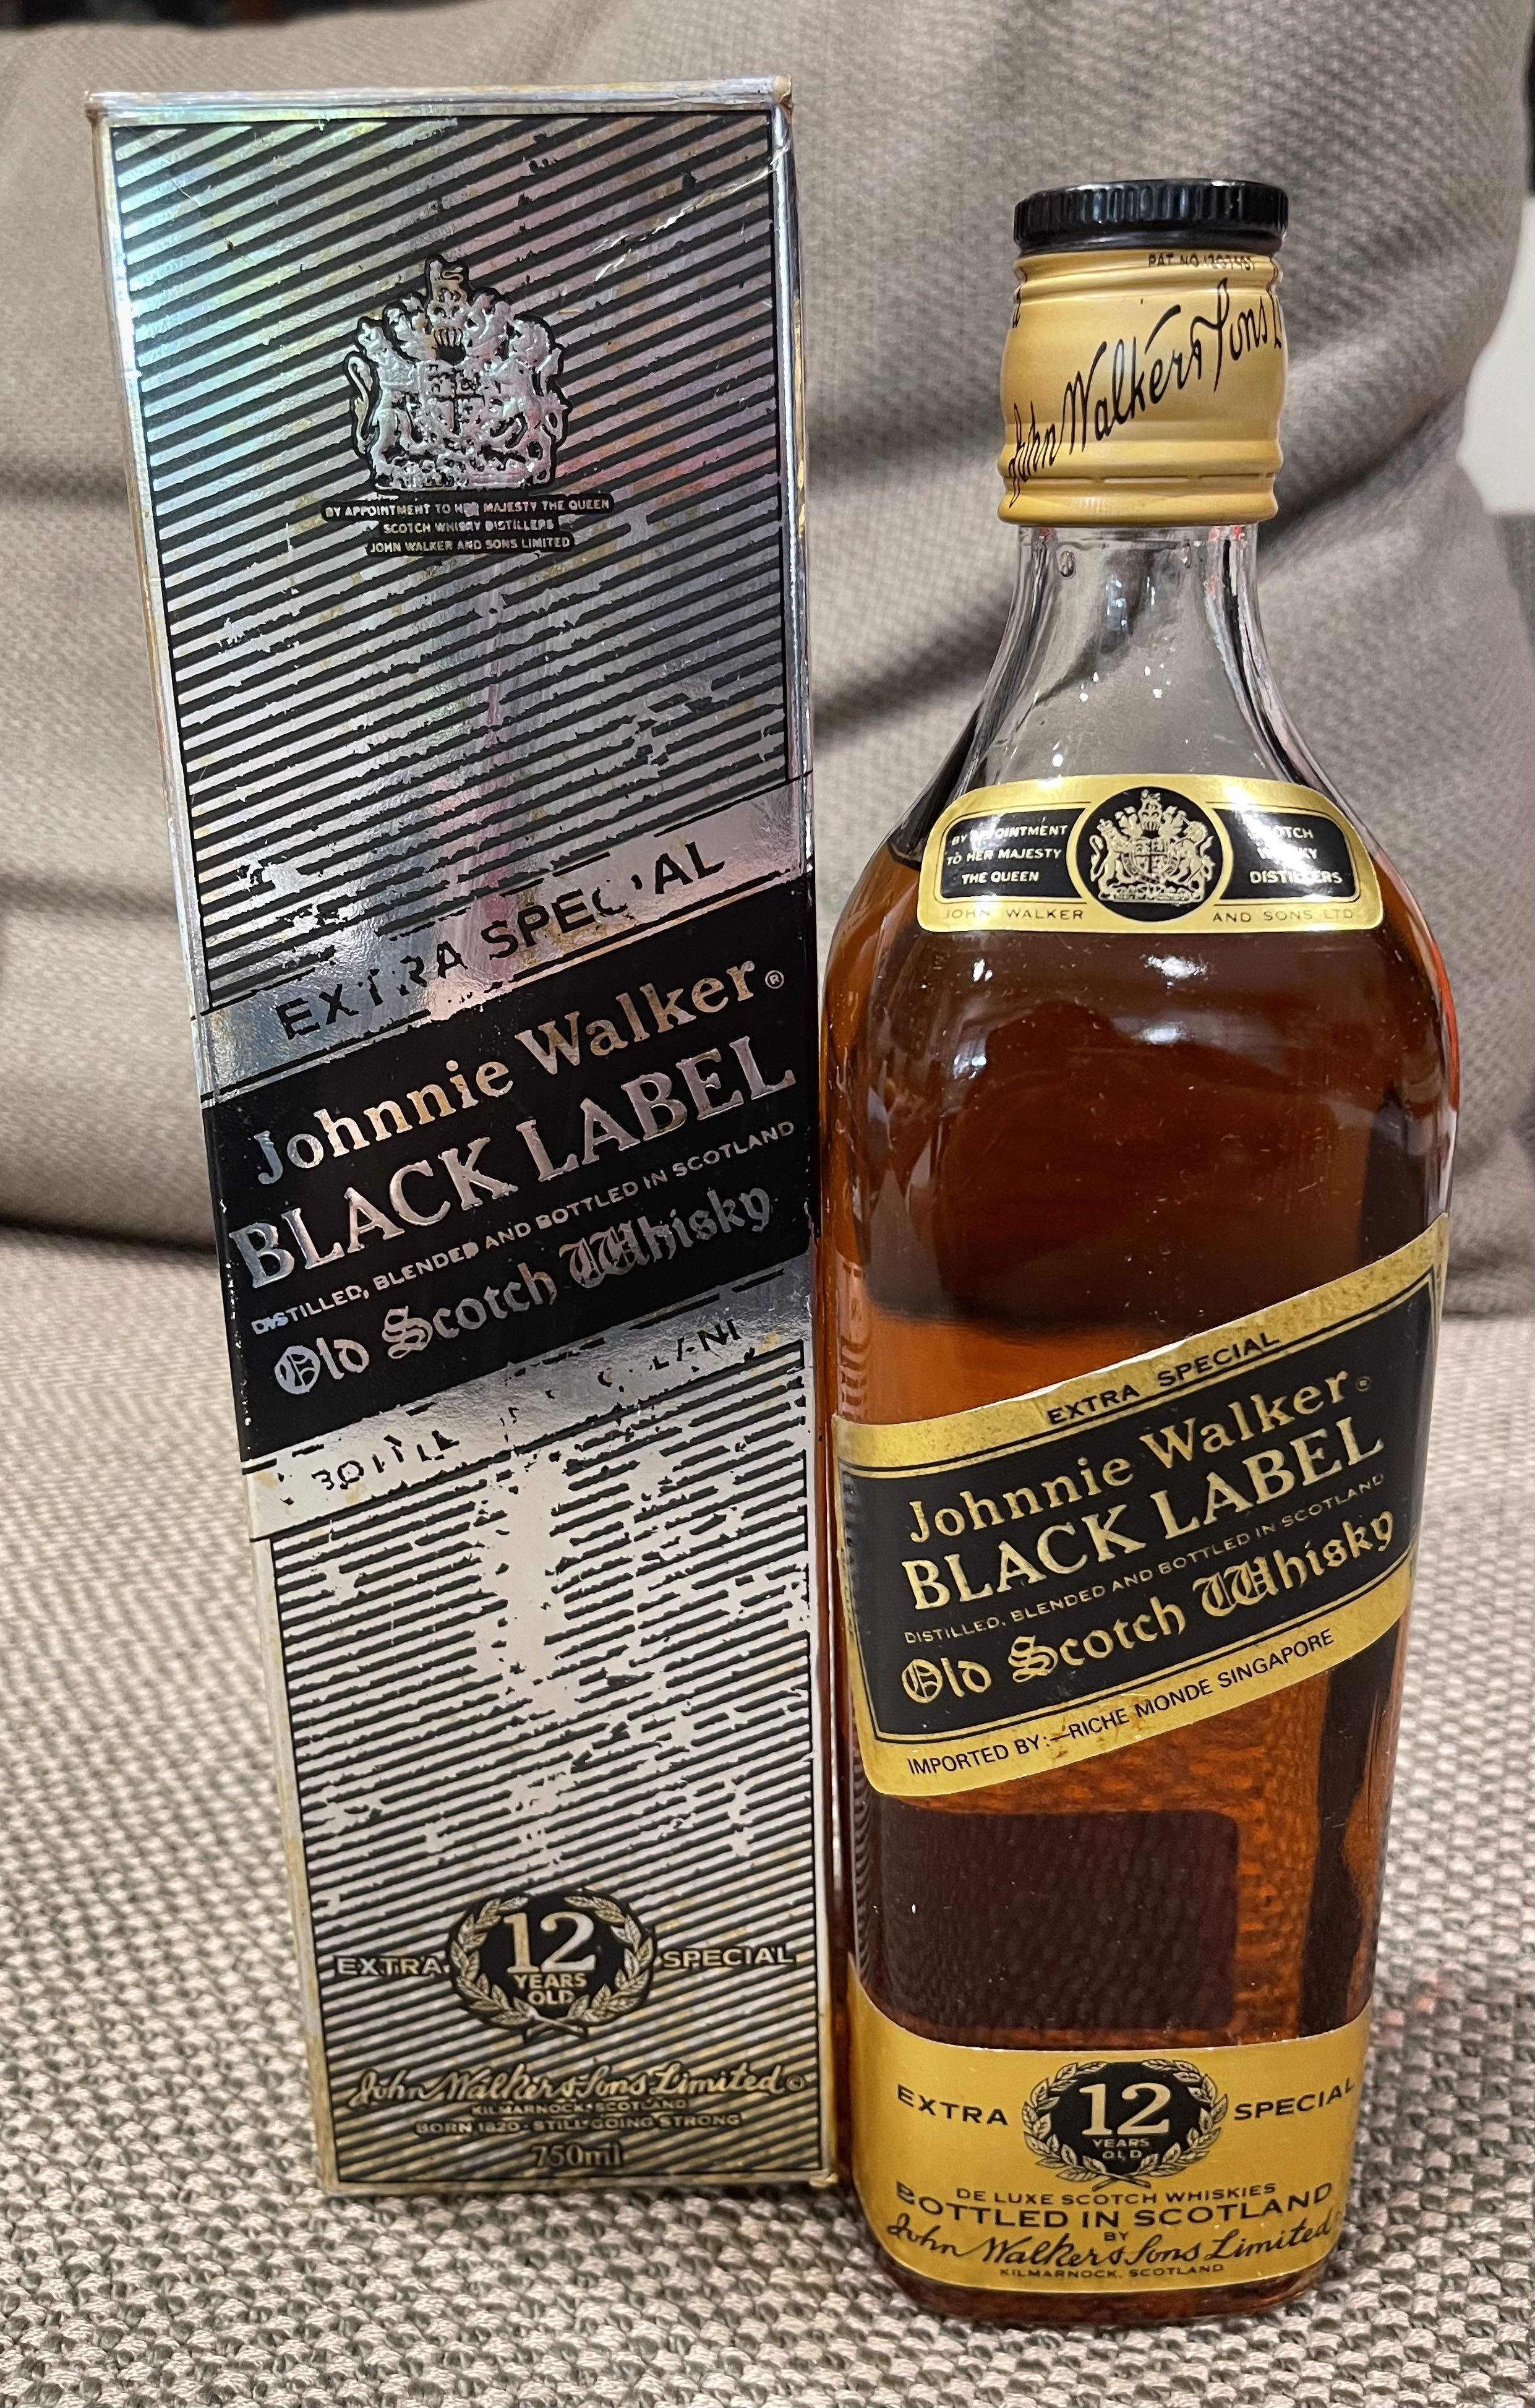 BY APPOINTMENT TO HER MAJESTY THE QUEEN
SCOTCH WHISKY DISTILLERS
JOHN WALKER AND SONS LIMITED
EXTRA SPECIAL
Johnnie Walker®
BLACK LABEL
DISTILLED, BLENDED AND BOTTLED IN SCOTLAND
Old Scotch Whisky
EXTRA SPECIAL
12
YEARS
OLD
John Walker & Sons Limited
KILMARNOCK, SCOTLAND
BORN 1820 - STILL GOING STRONG
750ml
PAT NO
John Walker & Sons
BY APPOINTMENT
TO HER MAJESTY
THE QUEEN
SCOTCH
WHISKY
DISTILLERS
JOHN WALKER AND SONS LTD
EXTRA SPECIAL
Johnnie Walker®
BLACK LABEL
DISTILLED, BLENDED AND BOTTLED IN SCOTLAND
Old Scotch Whisky
IMPORTED BY:—RICHE MONDE SINGAPORE
EXTRA SPECIAL
12
YEARS
OLD
DE LUXE SCOTCH WHISKIES
BOTTLED IN SCOTLAND
BY
John Walker & Sons Limited
KILMARNOCK, SCOTLAND